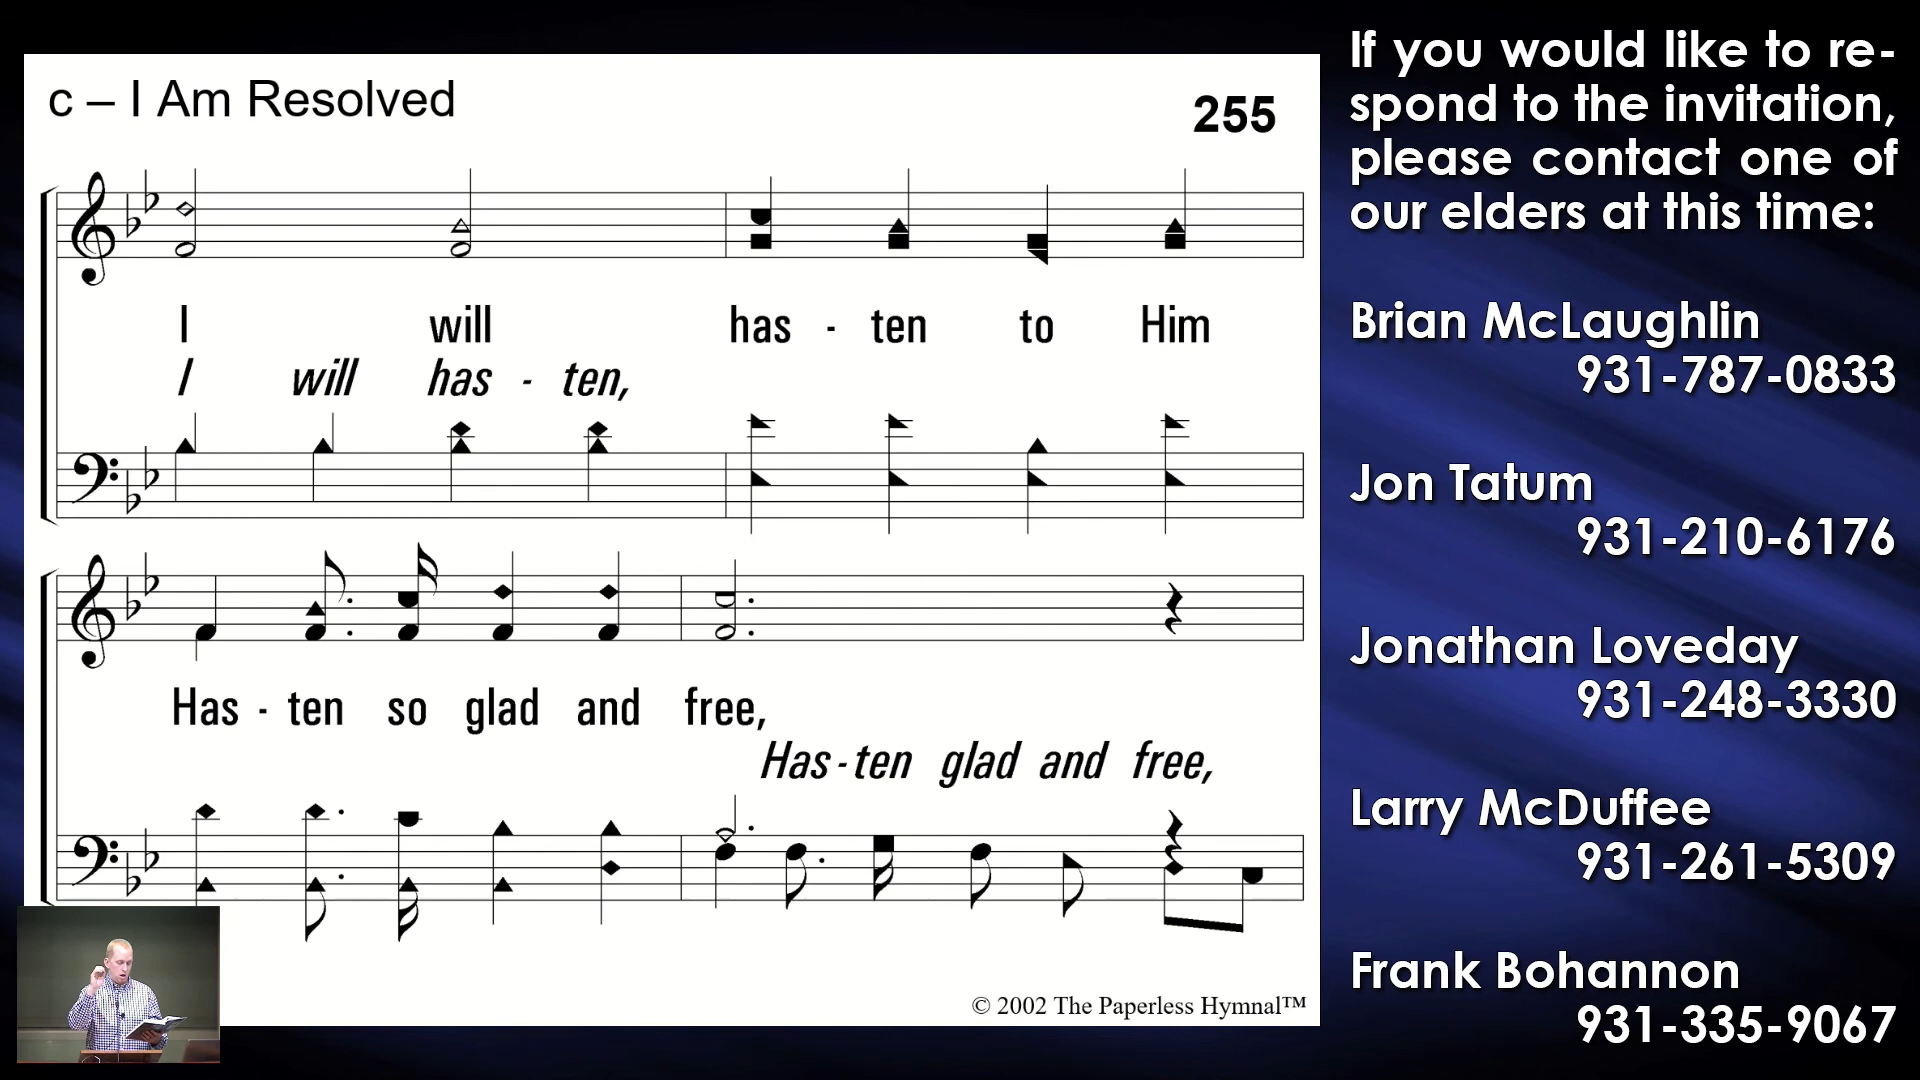 c – I Am Resolved
255
I will has - ten to Him
I will has - ten,
Has - ten so glad and free,
Has - ten glad and free,
© 2002 The Paperless Hymnal™
If you would like to re-
spond to the invitation,
please contact one of
our elders at this time:
Brian McLaughlin
931-787-0833
Jon Tatum
931-210-6176
Jonathan Loveday
931-248-3330
Larry McDuffee
931-261-5309
Frank Bohannon
931-335-9067